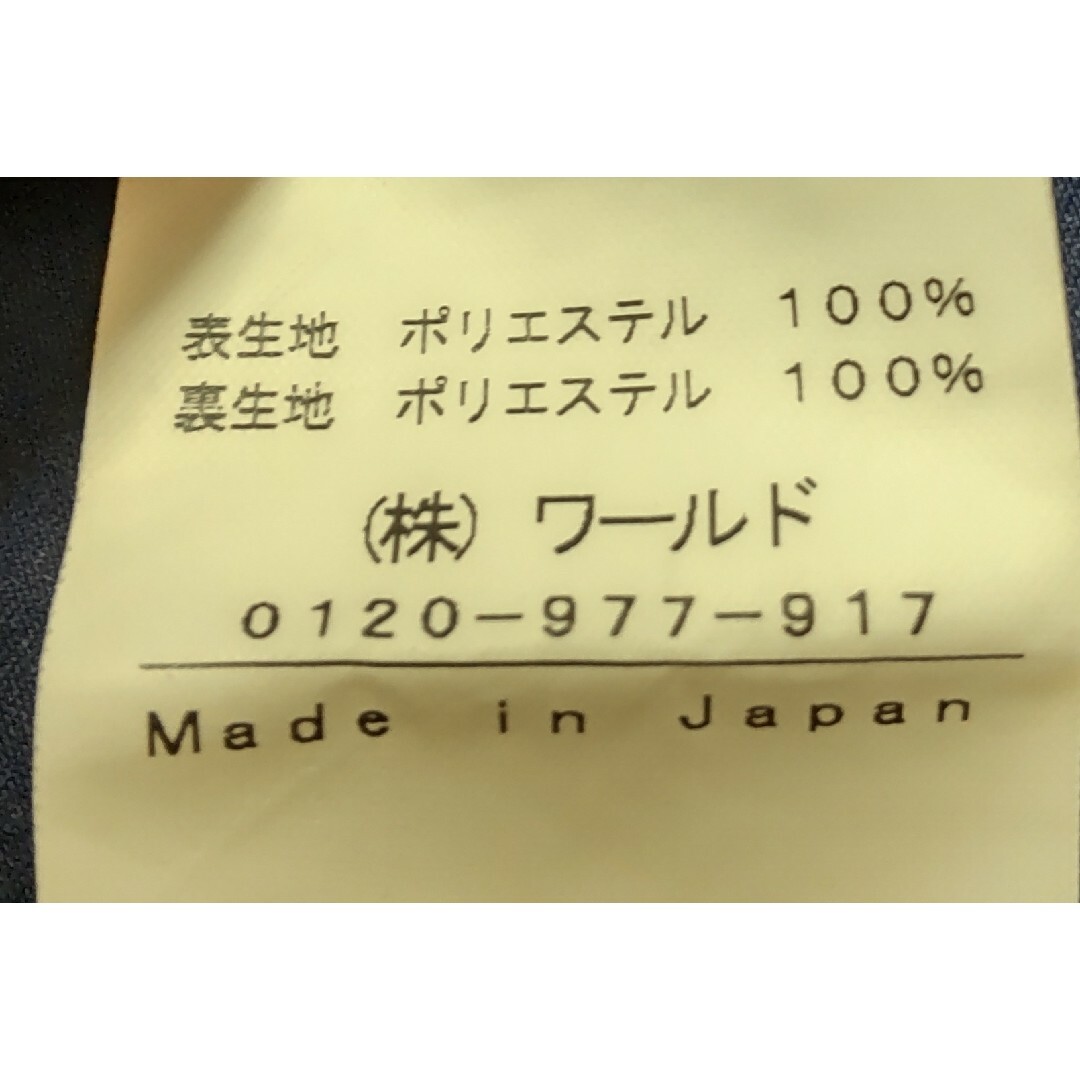 表生地　ポリエステル　１００％
裏生地　ポリエステル　１００％
(株)　ワールド
０１２０－９７７－９１７
Ｍａｄｅ　ｉｎ　Ｊａｐａｎ